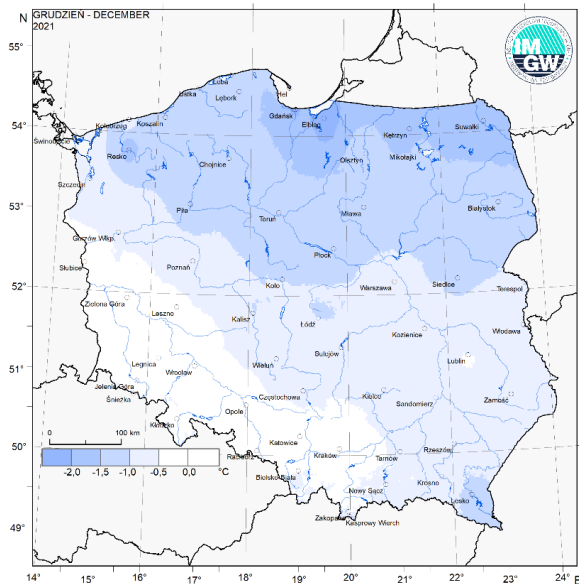 GRUDZIEŃ - DECEMBER
2021
N
IM
GW
55°
54°
53°
52°
51°
50°
49°
Łeba
Ustka
Lębork
Hel
Gdańsk
Elbląg
Kołobrzeg
Koszalin
Suwałki
Kętrzyn
Świnoujście
Resko
Chojnice
Olsztyn
Mikołajki
Szczecin
Piła
Toruń
Mława
Białystok
Gorzów Wlkp.
Płock
Słubice
Poznań
Koło
Warszawa
Siedlce
Terespol
Zielona Góra
Leszno
Kalisz
Łódź
Kozienice
Włodawa
Sulejów
Legnica
Wrocław
Wieluń
Lublin
Jelenia Góra
Śnieżka
Częstochowa
Kielce
Sandomierz
Zamość
Opole
Kłodzko
Katowice
Racibórz
Kraków
Tarnów
Rzeszów
Bielsko-Biała
Nowy Sącz
Krosno
Lesko
Zakopane
Kasprowy Wierch
0 100 km
-2,0 -1,5 -1,0 -0,5 0,0 °C
14° 15° 16° 17° 18° 19° 20° 21° 22° 23° 24° E